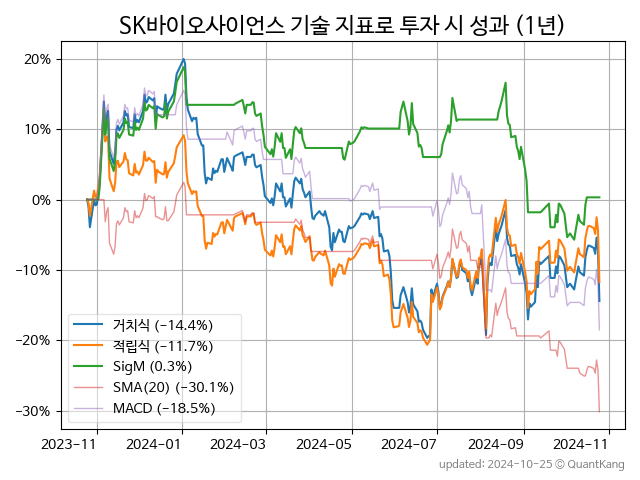 SK바이오사이언스 기술 지표로 투자 시 성과 (1년)
20%
10%
0%
−10%
−20%
−30%
거치식 (−14.4%)
적립식 (−11.7%)
SigM (0.3%)
SMA(20) (−30.1%)
MACD (−18.5%)
2023−11 2024−01 2024−03 2024−05 2024−07 2024−09 2024−11
updated: 2024-10-25 © QuantKang